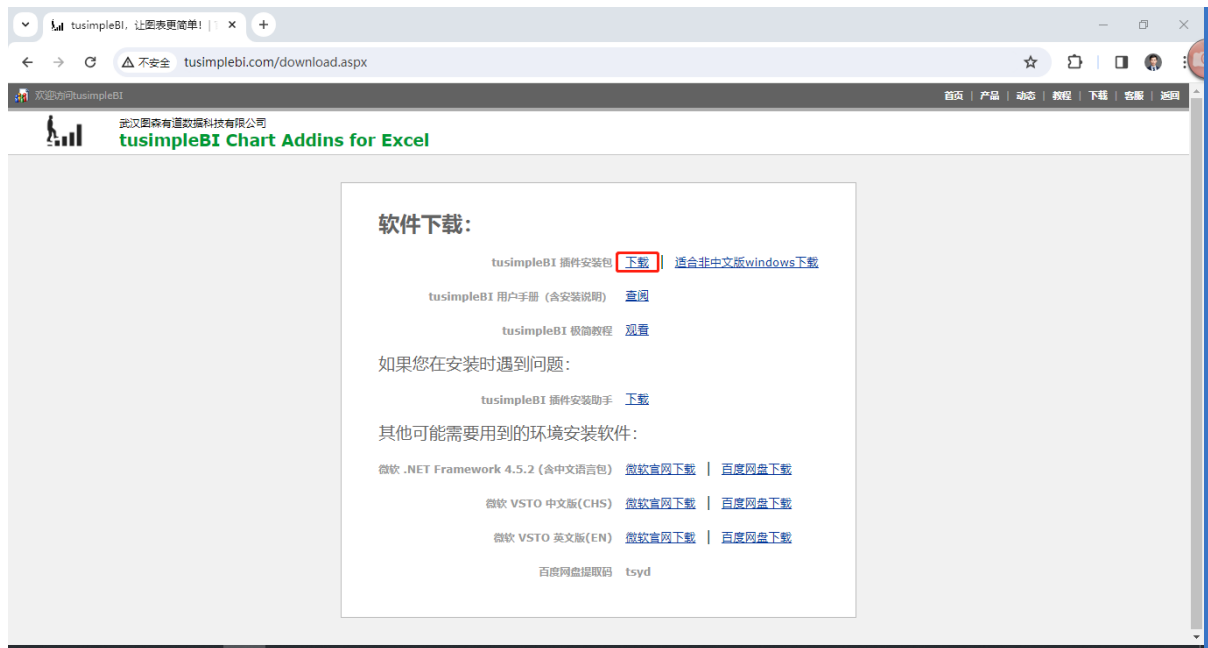 tusimpleBI, 让图表更简单! | 1
不安全 tusimplebi.com/download.aspx
欢迎访问tusimpleBI 首页 | 产品 | 动态 | 教程 | 下载 | 客服 | 返回
武汉图森有道数据科技有限公司
tusimpleBI Chart Addins for Excel
软件下载:
tusimpleBI 插件安装包 下载 | 适合非中文版windows下载
tusimpleBI 用户手册 (含安装说明) 查阅
tusimpleBI 极简教程 观看
如果您在安装时遇到问题:
tusimpleBI 插件安装助手 下载
其他可能需要用到的环境安装软件:
微软 .NET Framework 4.5.2 (含中文语言包) 微软官网下载 | 百度网盘下载
微软 VSTO 中文版(CHS) 微软官网下载 | 百度网盘下载
微软 VSTO 英文版(EN) 微软官网下载 | 百度网盘下载
百度网盘提取码 tsyd